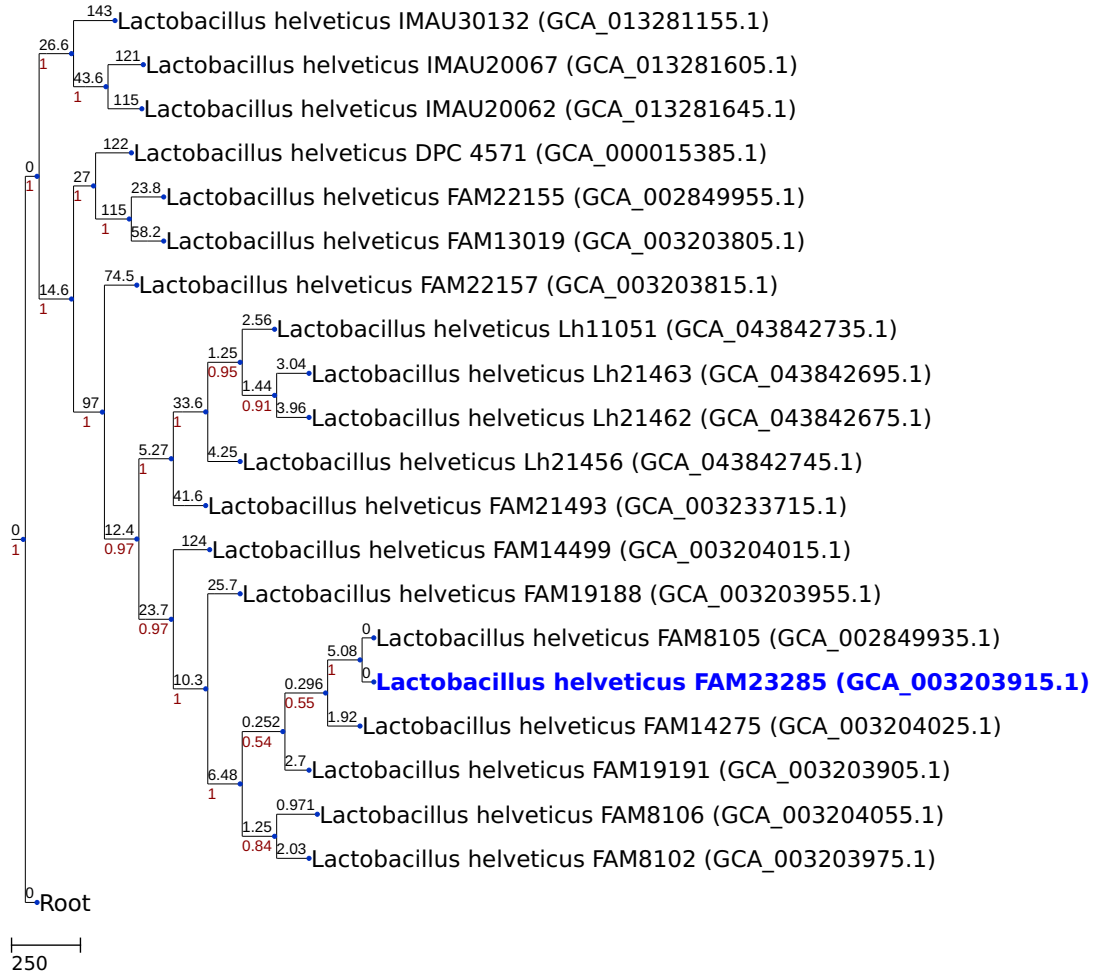 143 Lactobacillus helveticus IMAU30132 (GCA_013281155.1)
26.6
1
121 Lactobacillus helveticus IMAU20067 (GCA_013281605.1)
43.6
1
115 Lactobacillus helveticus IMAU20062 (GCA_013281645.1)
122 Lactobacillus helveticus DPC 4571 (GCA_000015385.1)
0
1
27
1
23.8 Lactobacillus helveticus FAM22155 (GCA_002849955.1)
115
1
58.2 Lactobacillus helveticus FAM13019 (GCA_003203805.1)
74.5 Lactobacillus helveticus FAM22157 (GCA_003203815.1)
14.6
1
2.56 Lactobacillus helveticus Lh11051 (GCA_043842735.1)
1.25
0.95
3.04 Lactobacillus helveticus Lh21463 (GCA_043842695.1)
1.44
0.91
3.96 Lactobacillus helveticus Lh21462 (GCA_043842675.1)
97
1
33.6
1
4.25 Lactobacillus helveticus Lh21456 (GCA_043842745.1)
5.27
1
41.6 Lactobacillus helveticus FAM21493 (GCA_003233715.1)
0
1
12.4
0.97
124 Lactobacillus helveticus FAM14499 (GCA_003204015.1)
25.7 Lactobacillus helveticus FAM19188 (GCA_003203955.1)
23.7
0.97
0 Lactobacillus helveticus FAM8105 (GCA_002849935.1)
5.08
1
0 Lactobacillus helveticus FAM23285 (GCA_003203915.1)
10.3
1
0.296
0.55
1.92 Lactobacillus helveticus FAM14275 (GCA_003204025.1)
0.252
0.54
2.7 Lactobacillus helveticus FAM19191 (GCA_003203905.1)
6.48
1
0.971 Lactobacillus helveticus FAM8106 (GCA_003204055.1)
1.25
0.84
2.03 Lactobacillus helveticus FAM8102 (GCA_003203975.1)
0 Root
250